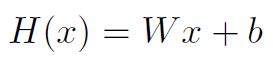 H(x) = Wx + b